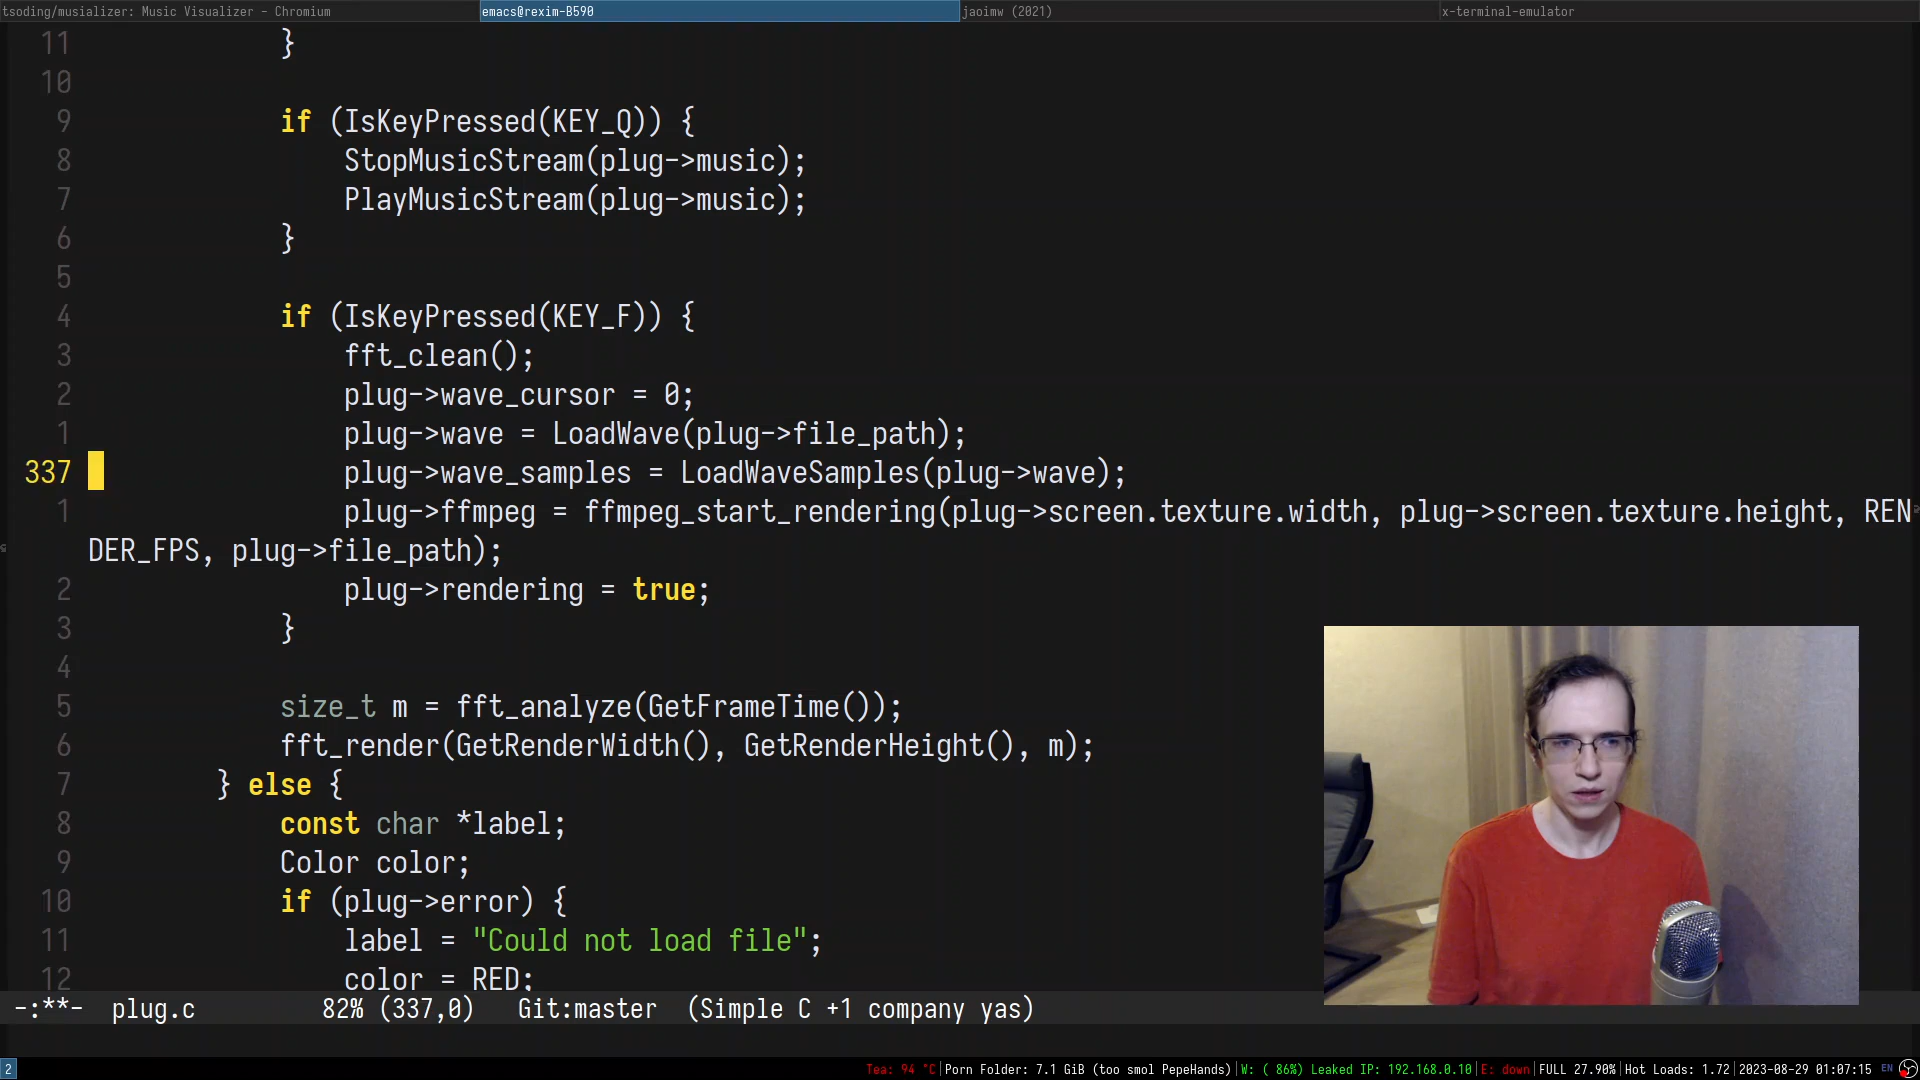 tsoding/musializer: Music Visualizer - Chromium
emacs@rexim-B590
jaoimw (2021)
x-terminal-emulator
11 }
10
9 if (IsKeyPressed(KEY_Q)) {
8 StopMusicStream(plug->music);
7 PlayMusicStream(plug->music);
6 }
5
4 if (IsKeyPressed(KEY_F)) {
3 fft_clean();
2 plug->wave_cursor = 0;
1 plug->wave = LoadWave(plug->file_path);
337 plug->wave_samples = LoadWaveSamples(plug->wave);
1 plug->ffmpeg = ffmpeg_start_rendering(plug->screen.texture.width, plug->screen.texture.height, REN
DER_FPS, plug->file_path);
2 plug->rendering = true;
3 }
4
5 size_t m = fft_analyze(GetFrameTime());
6 fft_render(GetRenderWidth(), GetRenderHeight(), m);
7 } else {
8 const char *label;
9 Color color;
10 if (plug->error) {
11 label = "Could not load file";
12 color = RED;
-:**- plug.c 82% (337,0) Git:master (Simple C +1 company yas)
2 Tea: 94 °C|Porn Folder: 7.1 GiB (too smol PepeHands)|W: ( 86%) Leaked IP: 192.168.0.10|E: down|FULL 27.90%|Hot Loads: 1.72|2023-08-29 01:07:15 EN